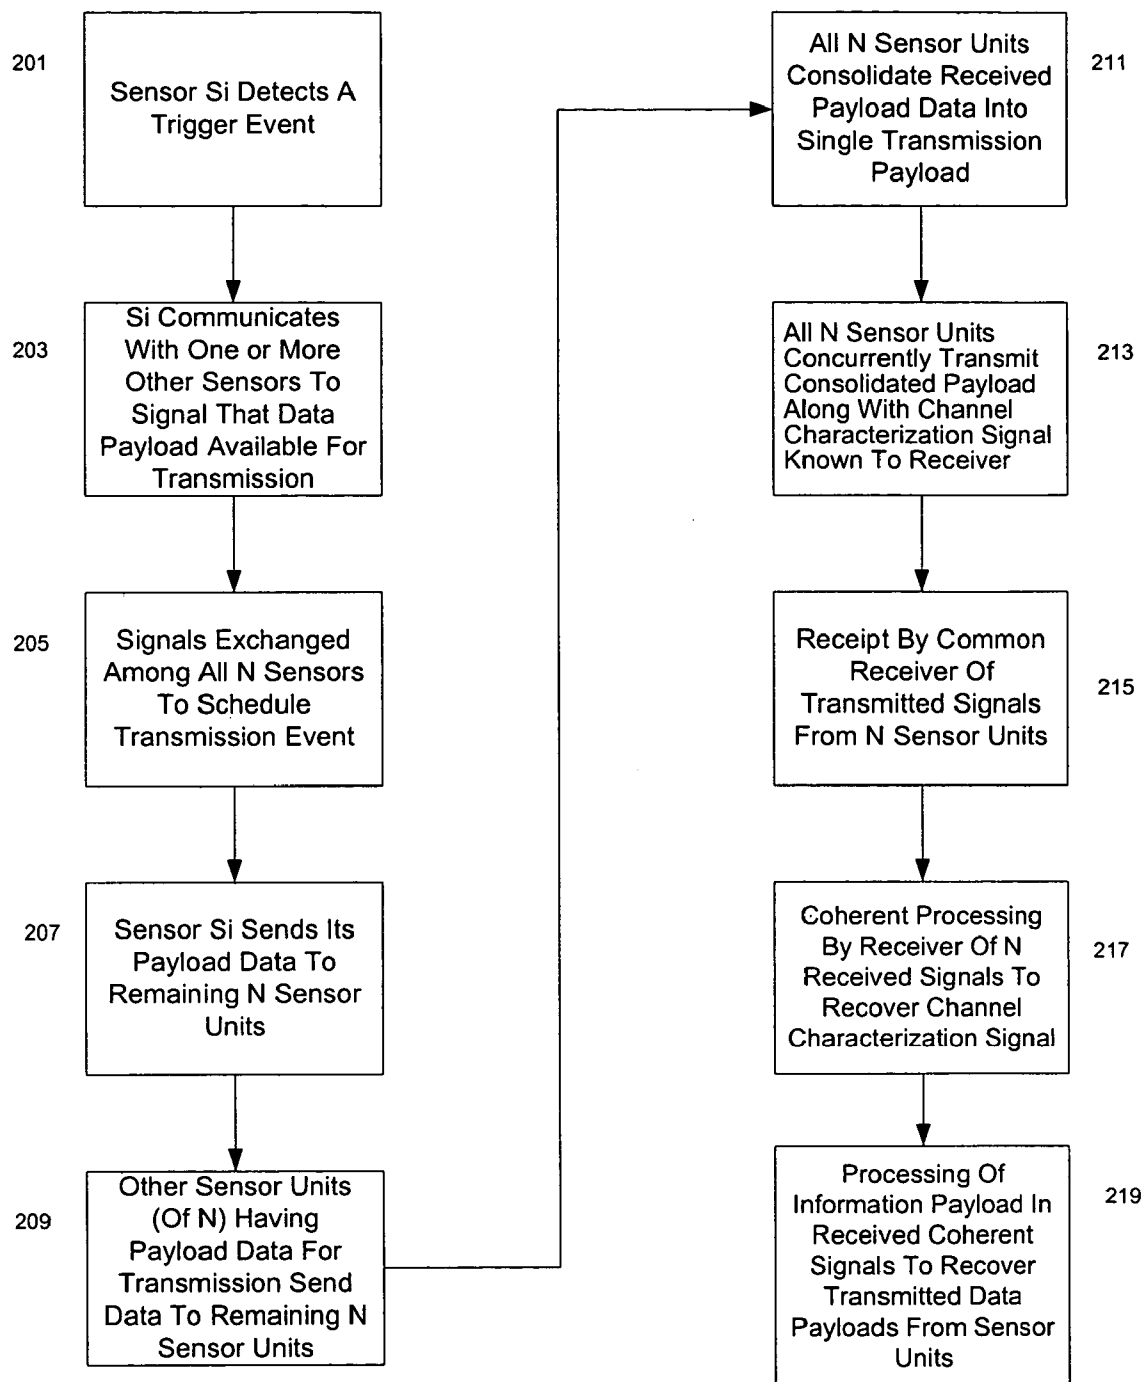 201
Sensor Si Detects A
Trigger Event
203
Si Communicates
With One or More
Other Sensors To
Signal That Data
Payload Available For
Transmission
205
Signals Exchanged
Among All N Sensors
To Schedule
Transmission Event
207
Sensor Si Sends Its
Payload Data To
Remaining N Sensor
Units
209
Other Sensor Units
(Of N) Having
Payload Data For
Transmission Send
Data To Remaining N
Sensor Units
211
All N Sensor Units
Consolidate Received
Payload Data Into
Single Transmission
Payload
213
All N Sensor Units
Concurrently Transmit
Consolidated Payload
Along With Channel
Characterization Signal
Known To Receiver
215
Receipt By Common
Receiver Of
Transmitted Signals
From N Sensor Units
217
Coherent Processing
By Receiver Of N
Received Signals To
Recover Channel
Characterization Signal
219
Processing Of
Information Payload In
Received Coherent
Signals To Recover
Transmitted Data
Payloads From Sensor
Units